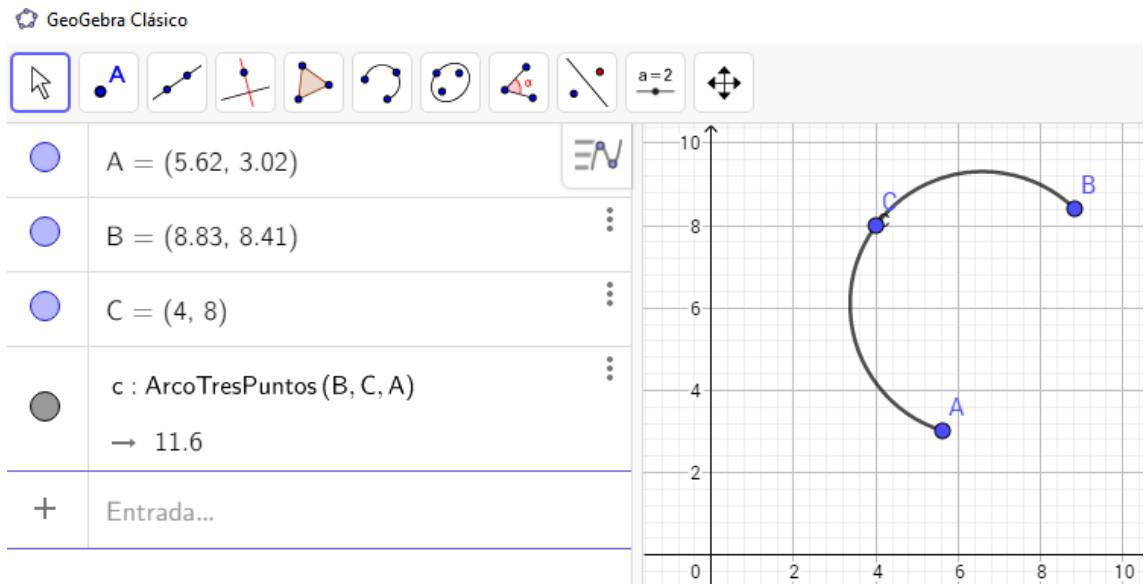 GeoGebra Clásico
A
α
a=2
A = (5.62, 3.02)
B = (8.83, 8.41)
C = (4, 8)
c : ArcoTresPuntos (B, C, A)
→ 11.6
+ Entrada...
10
8
6
4
2
0 2 4 6 8 10
B
C
c
A